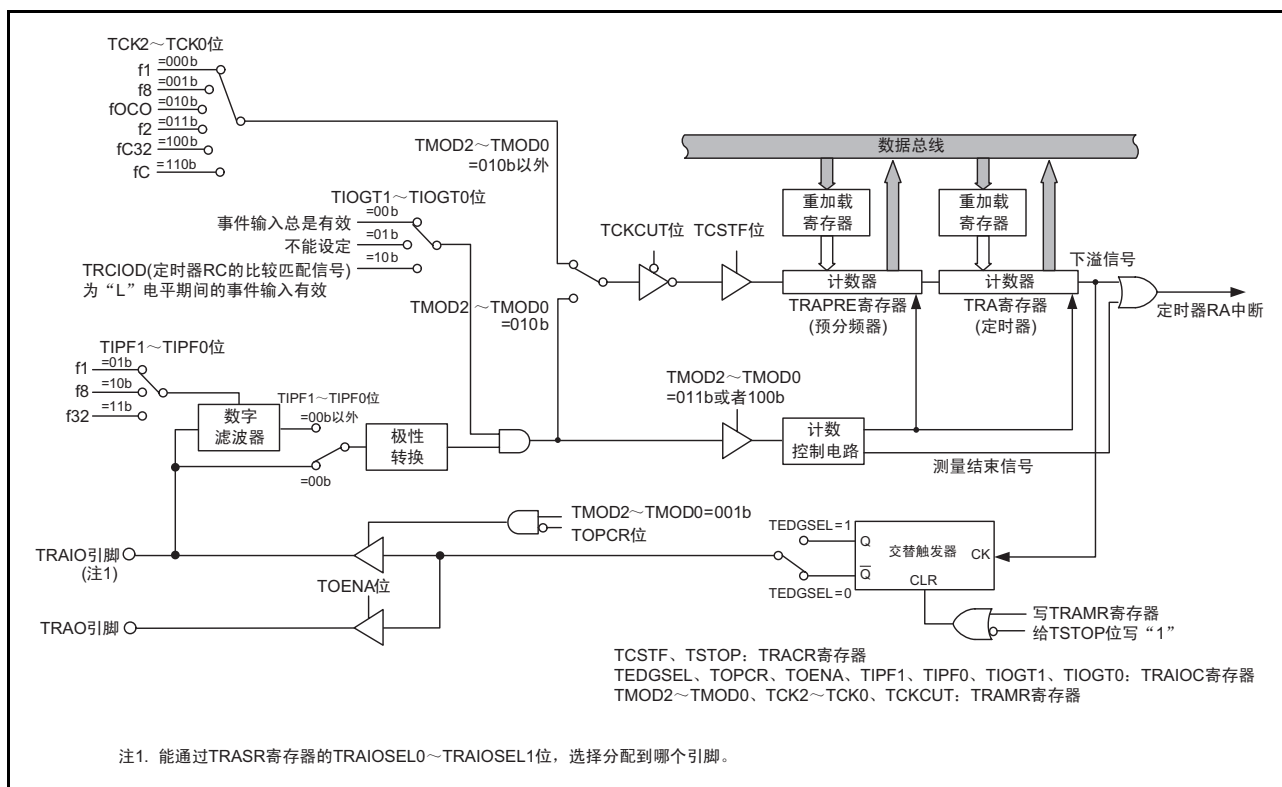 TCK2～TCK0位
f1 =000b
f8 =001b
fOCO =010b
f2 =011b
fC32 =100b
fC =110b
TMOD2～TMOD0
=010b以外
数据总线
重加载
寄存器
重加载
寄存器
TIOGT1～TIOGT0位
事件输入总是有效 =00b
不能设定 =01b
TRCIOD(定时器RC的比较匹配信号) =10b
为“L”电平期间的事件输入有效
TCKCUT位
TCSTF位
计数器
TRAPRE寄存器
(预分频器)
计数器
TRA寄存器
(定时器)
下溢信号
定时器RA中断
TMOD2～TMOD0
=010b
TIPF1～TIPF0位
f1 =01b
f8 =10b
f32 =11b
数字
滤波器
TIPF1～TIPF0位
=00b以外
=00b
极性
转换
TMOD2～TMOD0
=011b或者100b
计数
控制电路
测量结束信号
TMOD2～TMOD0=001b
TOPCR位
TRAIO引脚
(注1)
TOENA位
TRAO引脚
TEDGSEL=1
TEDGSEL=0
Q
Q̅
交替触发器
CK
CLR
写TRAMR寄存器
给TSTOP位写“1”
TCSTF、TSTOP：TRACR寄存器
TEDGSEL、TOPCR、TOENA、TIPF1、TIPF0、TIOGT1、TIOGT0：TRAIOC寄存器
TMOD2～TMOD0、TCK2～TCK0、TCKCUT：TRAMR寄存器
注1. 能通过TRASR寄存器的TRAIOSEL0～TRAIOSEL1位，选择分配到哪个引脚。